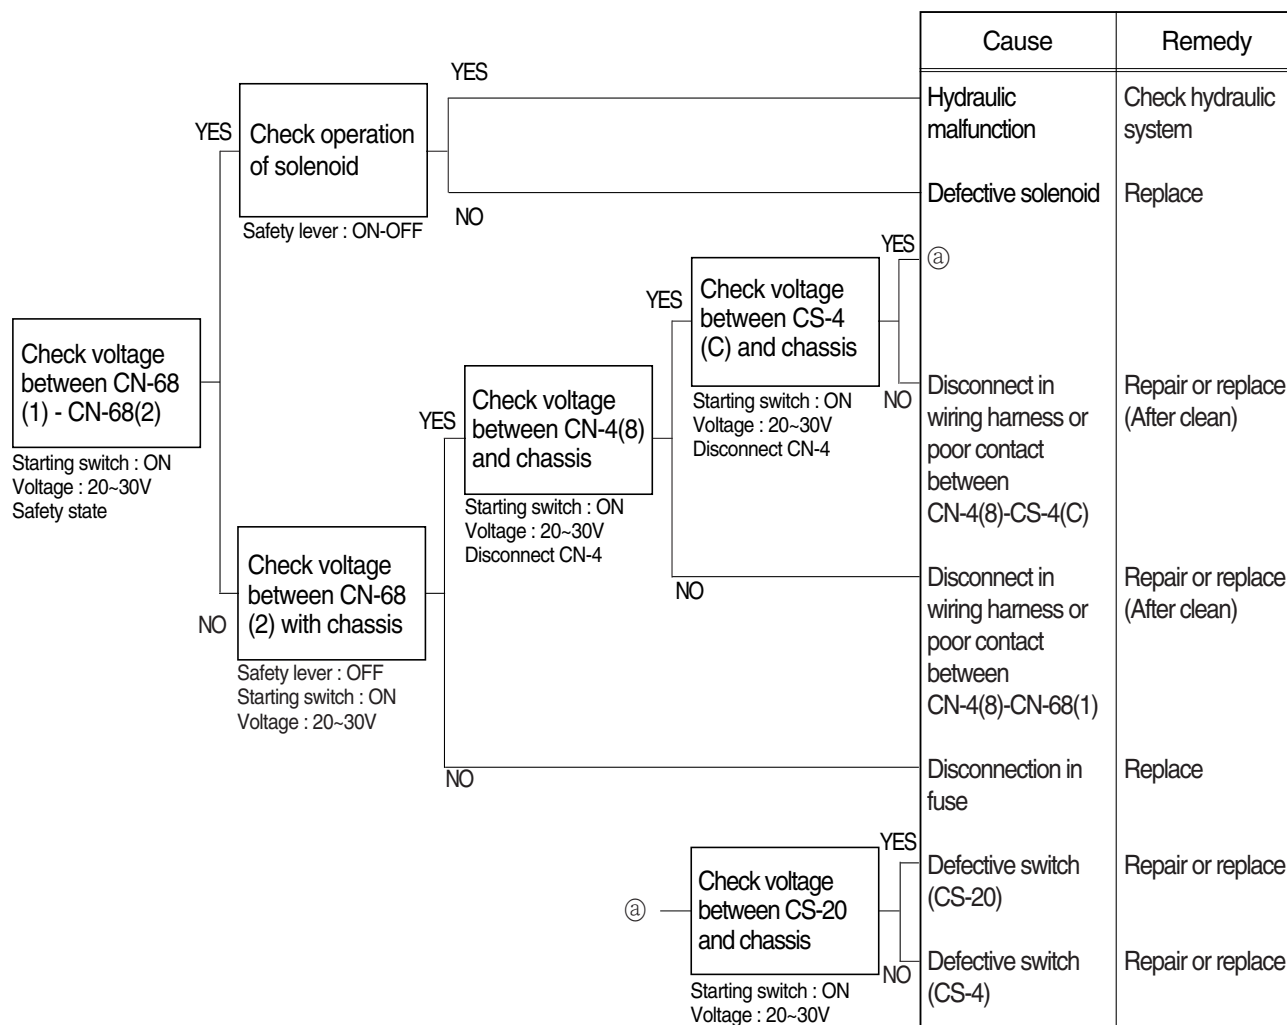 Cause
Remedy
YES
Hydraulic
malfunction
Check hydraulic
system
YES
Check operation
of solenoid
Defective solenoid
Replace
NO
Safety lever : ON-OFF
YES
ⓐ
YES
Check voltage
between CS-4
(C) and chassis
Check voltage
between CN-68
(1) - CN-68(2)
NO
Disconnect in
wiring harness or
poor contact
between
CN-4(8)-CS-4(C)
Repair or replace
(After clean)
Starting switch : ON
Voltage : 20~30V
Disconnect CN-4
YES
Check voltage
between CN-4(8)
and chassis
Starting switch : ON
Voltage : 20~30V
Safety state
Starting switch : ON
Voltage : 20~30V
Disconnect CN-4
NO
Disconnect in
wiring harness or
poor contact
between
CN-4(8)-CN-68(1)
Repair or replace
(After clean)
NO
Check voltage
between CN-68
(2) with chassis
Safety lever : OFF
Starting switch : ON
Voltage : 20~30V
NO
Disconnection in
fuse
Replace
YES
Defective switch
(CS-20)
Repair or replace
ⓐ
Check voltage
between CS-20
and chassis
NO
Defective switch
(CS-4)
Repair or replace
Starting switch : ON
Voltage : 20~30V